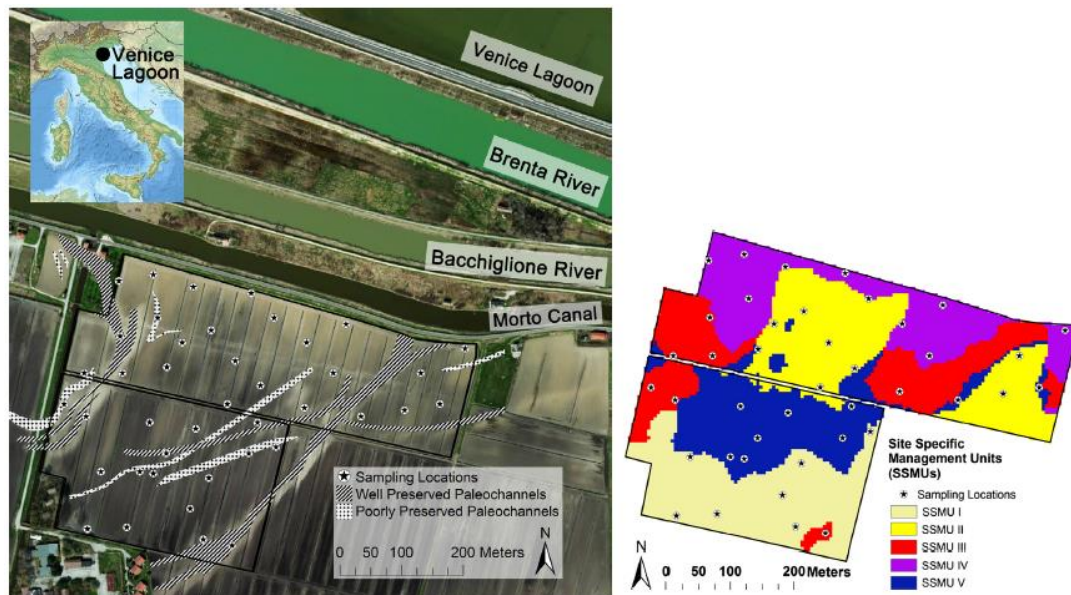 Venice
Lagoon
Venice Lagoon
Brenta River
Bacchiglione River
Morto Canal
Sampling Locations
Well Preserved Paleochannels
Poorly Preserved Paleochannels
0 50 100 200 Meters
N
Site Specific
Management Units
(SSMUs)
Sampling Locations
SSMU I
SSMU II
SSMU III
SSMU IV
SSMU V
N
0 50 100 200 Meters